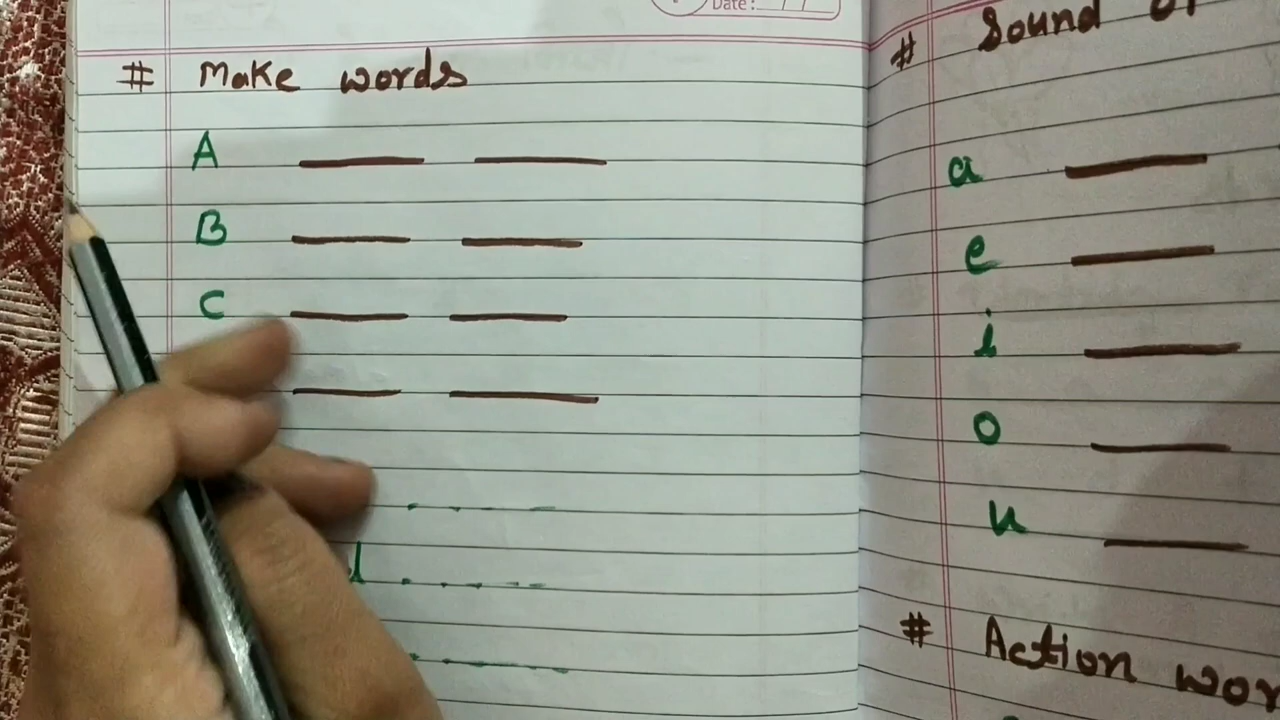 Date :
# Make words
A
B
C
l
# Sound of
a
e
i
o
u
# Action wor